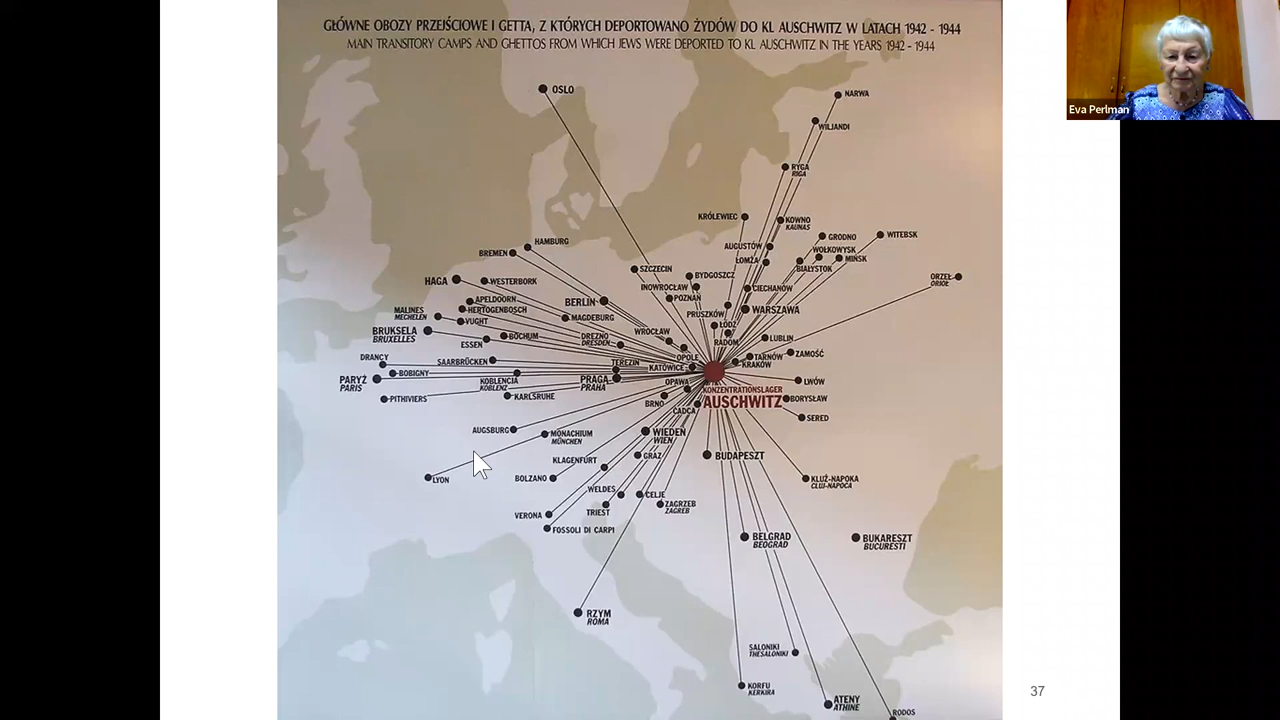 GŁÓWNE OBOZY PRZEJŚCIOWE I GETTA, Z KTÓRYCH DEPORTOWANO ŻYDÓW DO KL AUSCHWITZ W LATACH 1942 - 1944
MAIN TRANSITORY CAMPS AND GHETTOS FROM WHICH JEWS WERE DEPORTED TO KL AUSCHWITZ IN THE YEARS 1942 - 1944
Eva Perlman
OSLO
NARWA
WILJANDI
RYGA
RIGA
KRÓLEWIEC
KOWNO
KAUNAS
GRODNO
WITEBSK
HAMBURG
BREMEN
AUGUSTÓW
WOŁKOWYSK
ŁOMŻA
MIŃSK
BIAŁYSTOK
SZCZECIN
BYDGOSZCZ
ORZEŁ
ORIOŁ
HAGA
WESTERBORK
INOWROCŁAW
CIECHANÓW
POZNAŃ
APELDOORN
BERLIN
HERTOGENBOSCH
WARSZAWA
MALINES
MECHELEN
PRUSZKÓW
MAGDEBURG
VUGHT
ŁÓDŹ
BRUKSELA
BRUXELLES
WROCŁAW
BOCHUM
DREZNO
DRESDEN
RADOM
LUBLIN
ESSEN
ZAMOŚĆ
DRANCY
SAARBRÜCKEN
TEREZIN
OPOLE
TARNÓW
KATOWICE
KRAKÓW
BOBIGNY
PARYŻ
PARIS
KOBLENCJA
KOBLENZ
PRAGA
PRAHA
OPAWA
LWÓW
KONZENTRATIONSLAGER
AUSCHWITZ
PITHIVIERS
KARLSRUHE
BRNO
CADCA
BORYSŁAW
SERED
AUGSBURG
MONACHIUM
MÜNCHEN
WIEDEN
WIEN
GRAZ
BUDAPESZT
KLAGENFURT
LYON
BOLZANO
KLUŻ-NAPOKA
CLUJ-NAPOCA
WELDES
CELJE
TRIEST
ZAGRZEB
ZAGREB
VERONA
FOSSOLI DI CARPI
BELGRAD
BEOGRAD
BUKARESZT
BUCURESTI
RZYM
ROMA
SALONIKI
THESALONIKI
KORFU
KERKIRA
ATENY
ATHINE
RODOS
37